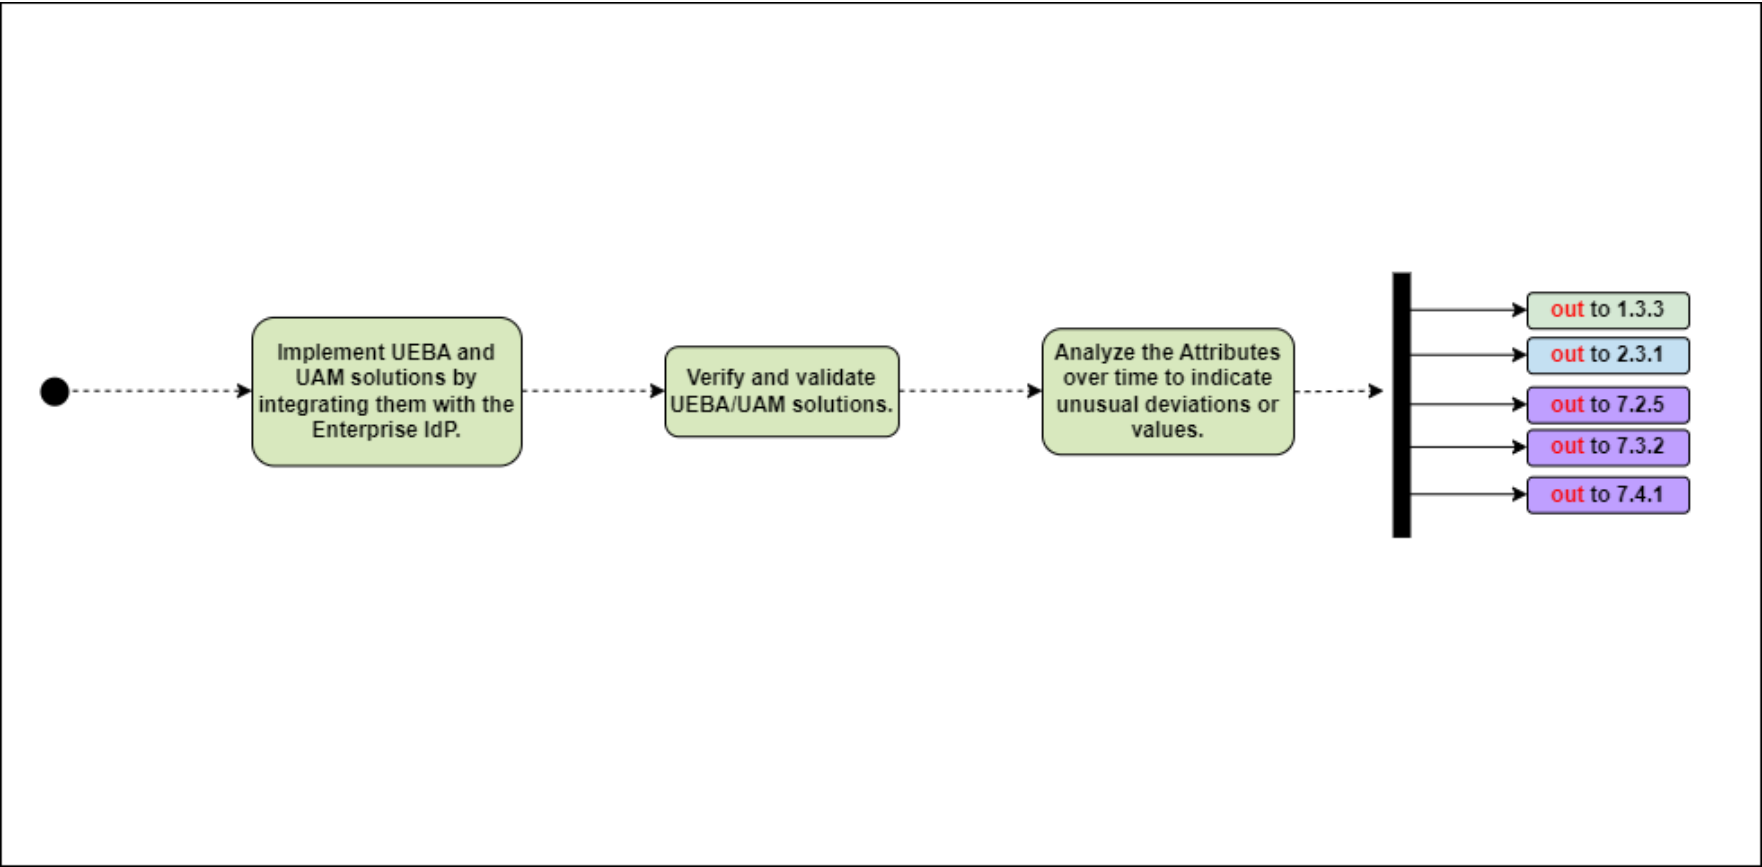 Implement UEBA and
UAM solutions by
integrating them with the
Enterprise IdP.
Verify and validate
UEBA/UAM solutions.
Analyze the Attributes
over time to indicate
unusual deviations or
values.
out to 1.3.3
out to 2.3.1
out to 7.2.5
out to 7.3.2
out to 7.4.1